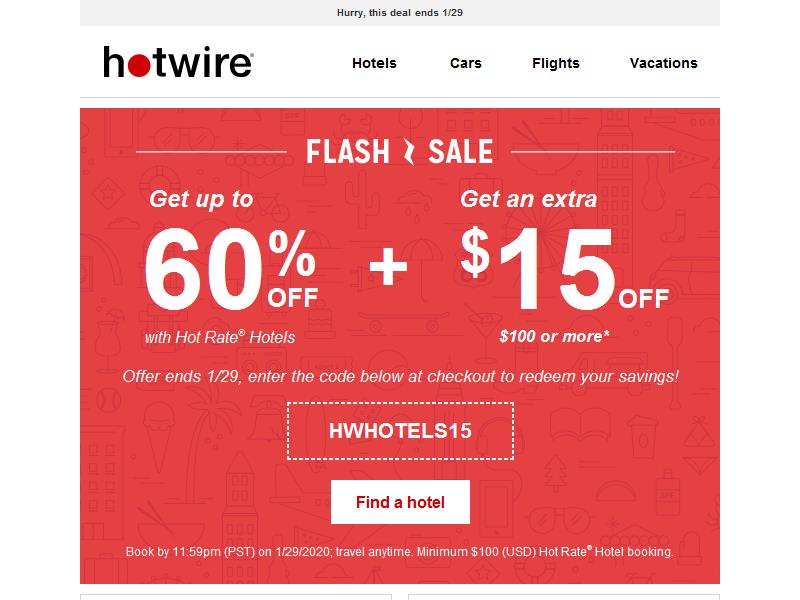 Hurry, this deal ends 1/29
hotwire®
Hotels Cars Flights Vacations
FLASH SALE
Get up to
60% OFF
with Hot Rate® Hotels
+
Get an extra
$15 OFF
$100 or more*
Offer ends 1/29, enter the code below at checkout to redeem your savings!
HWHOTELS15
Find a hotel
Book by 11:59pm (PST) on 1/29/2020; travel anytime. Minimum $100 (USD) Hot Rate® Hotel booking.